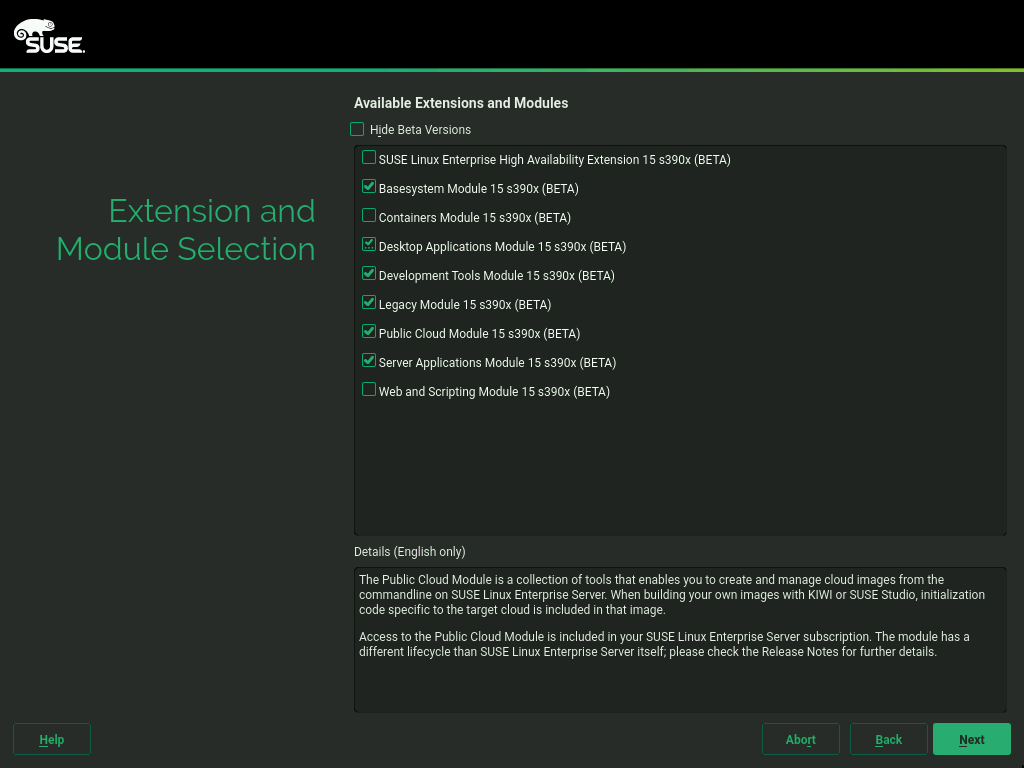 SUSE.
Extension and
Module Selection
Available Extensions and Modules
Hide Beta Versions
SUSE Linux Enterprise High Availability Extension 15 s390x (BETA)
Basesystem Module 15 s390x (BETA)
Containers Module 15 s390x (BETA)
Desktop Applications Module 15 s390x (BETA)
Development Tools Module 15 s390x (BETA)
Legacy Module 15 s390x (BETA)
Public Cloud Module 15 s390x (BETA)
Server Applications Module 15 s390x (BETA)
Web and Scripting Module 15 s390x (BETA)
Details (English only)
The Public Cloud Module is a collection of tools that enables you to create and manage cloud images from the
commandline on SUSE Linux Enterprise Server. When building your own images with KIWI or SUSE Studio, initialization
code specific to the target cloud is included in that image.
Access to the Public Cloud Module is included in your SUSE Linux Enterprise Server subscription. The module has a
different lifecycle than SUSE Linux Enterprise Server itself; please check the Release Notes for further details.
Help
Abort
Back
Next